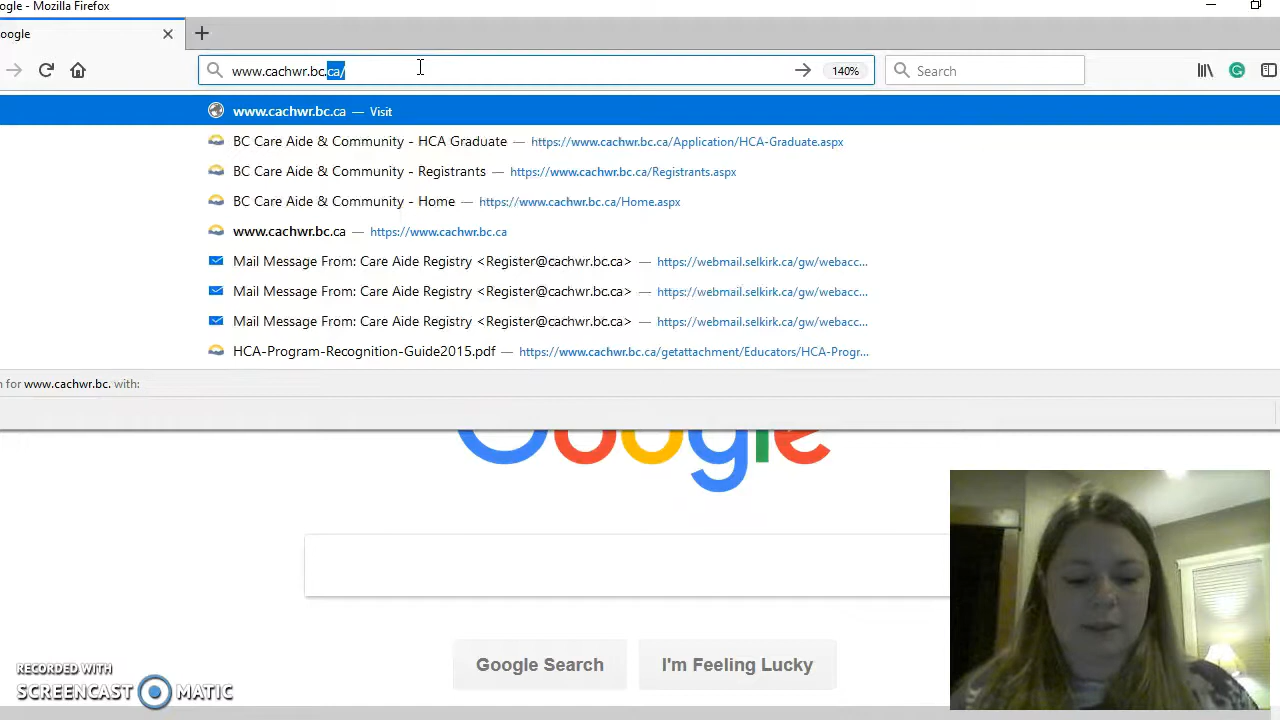 oogle - Mozilla Firefox
oogle
www.cachwr.bc.ca/
140%
Search
www.cachwr.bc.ca — Visit
BC Care Aide & Community - HCA Graduate — https://www.cachwr.bc.ca/Application/HCA-Graduate.aspx
BC Care Aide & Community - Registrants — https://www.cachwr.bc.ca/Registrants.aspx
BC Care Aide & Community - Home — https://www.cachwr.bc.ca/Home.aspx
www.cachwr.bc.ca — https://www.cachwr.bc.ca
Mail Message From: Care Aide Registry <Register@cachwr.bc.ca> — https://webmail.selkirk.ca/gw/webacc...
Mail Message From: Care Aide Registry <Register@cachwr.bc.ca> — https://webmail.selkirk.ca/gw/webacc...
Mail Message From: Care Aide Registry <Register@cachwr.bc.ca> — https://webmail.selkirk.ca/gw/webacc...
HCA-Program-Recognition-Guide2015.pdf — https://www.cachwr.bc.ca/getattachment/Educators/HCA-Progr...
n for www.cachwr.bc. with:
Google
Google Search
I'm Feeling Lucky
RECORDED WITH
SCREENCAST MATIC